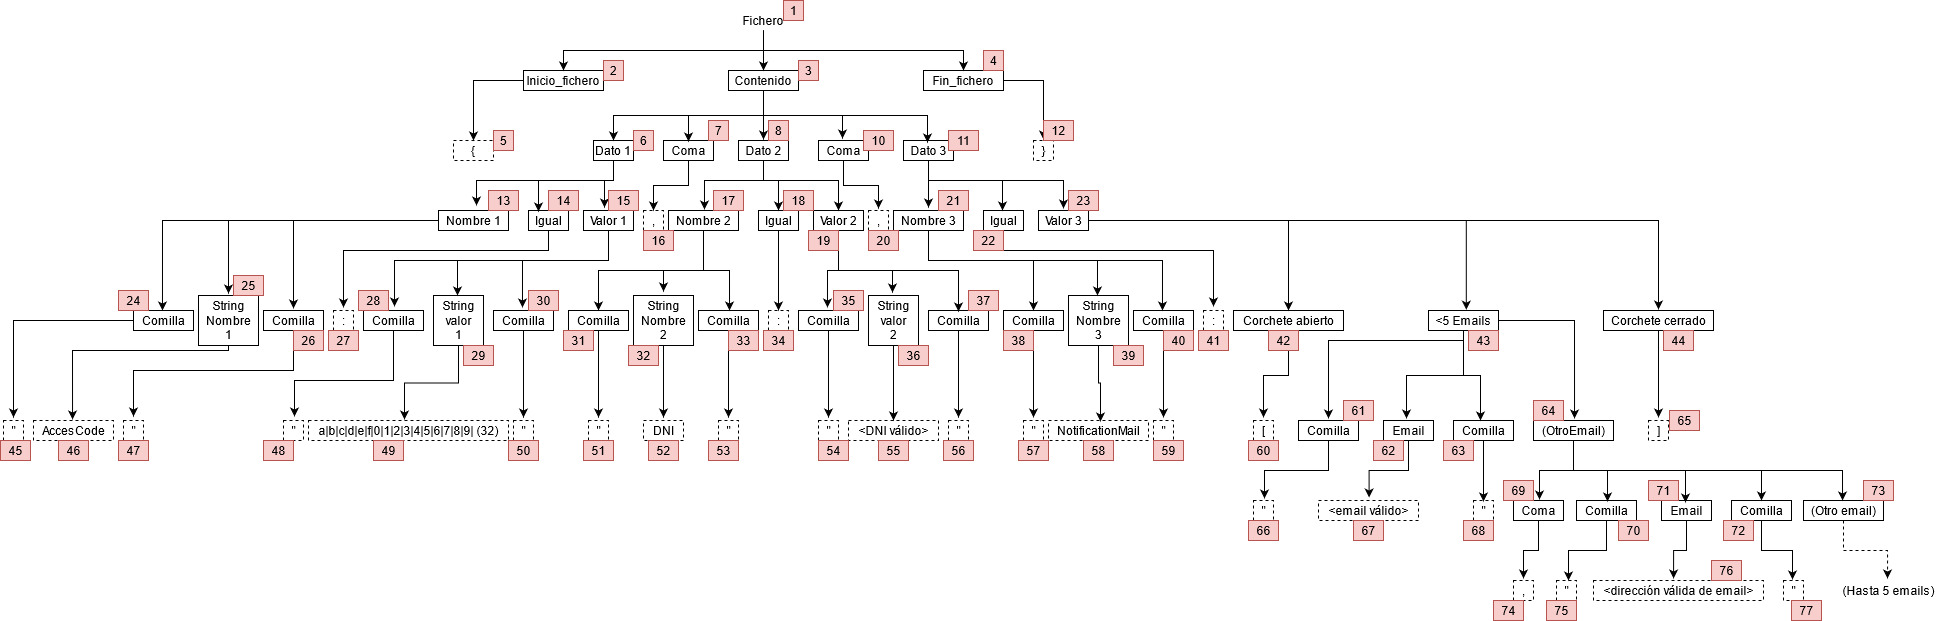 Fichero 1
Inicio_fichero 2
Contenido 3
Fin_fichero 4
{ 5
Dato 1 6
Coma 7
Dato 2 8
Coma 10
Dato 3 11
} 12
Nombre 1 13
Igual 14
Valor 1 15
, 16
Nombre 2 17
Igual 18
Valor 2 19
, 20
Nombre 3 21
Igual 22
Valor 3 23
24 Comilla
25 String
Nombre
1
Comilla 26
: 27
28 Comilla
String
valor
1
29
30 Comilla
Comilla 31
String
Nombre
2
32
Comilla 33
: 34
35 Comilla
String
valor
2
36
37 Comilla
Comilla 38
String
Nombre
3
39
Comilla 40
: 41
Corchete abierto 42
<5 Emails 43
Corchete cerrado 44
" 45
AccesCode 46
" 47
" 48
a|b|c|d|e|f|0|1|2|3|4|5|6|7|8|9| (32) 49
" 50
" 51
DNI 52
" 53
" 54
<DNI válido> 55
" 56
" 57
NotificationMail 58
" 59
[ 60
Comilla 61
Email 62
Comilla 63
64 (OtroEmail)
] 65
" 66
<email válido> 67
" 68
69 Coma
Comilla 70
71 Email
Comilla 72
73 (Otro email)
, 74
" 75
76 <dirección válida de email>
" 77
(Hasta 5 emails)